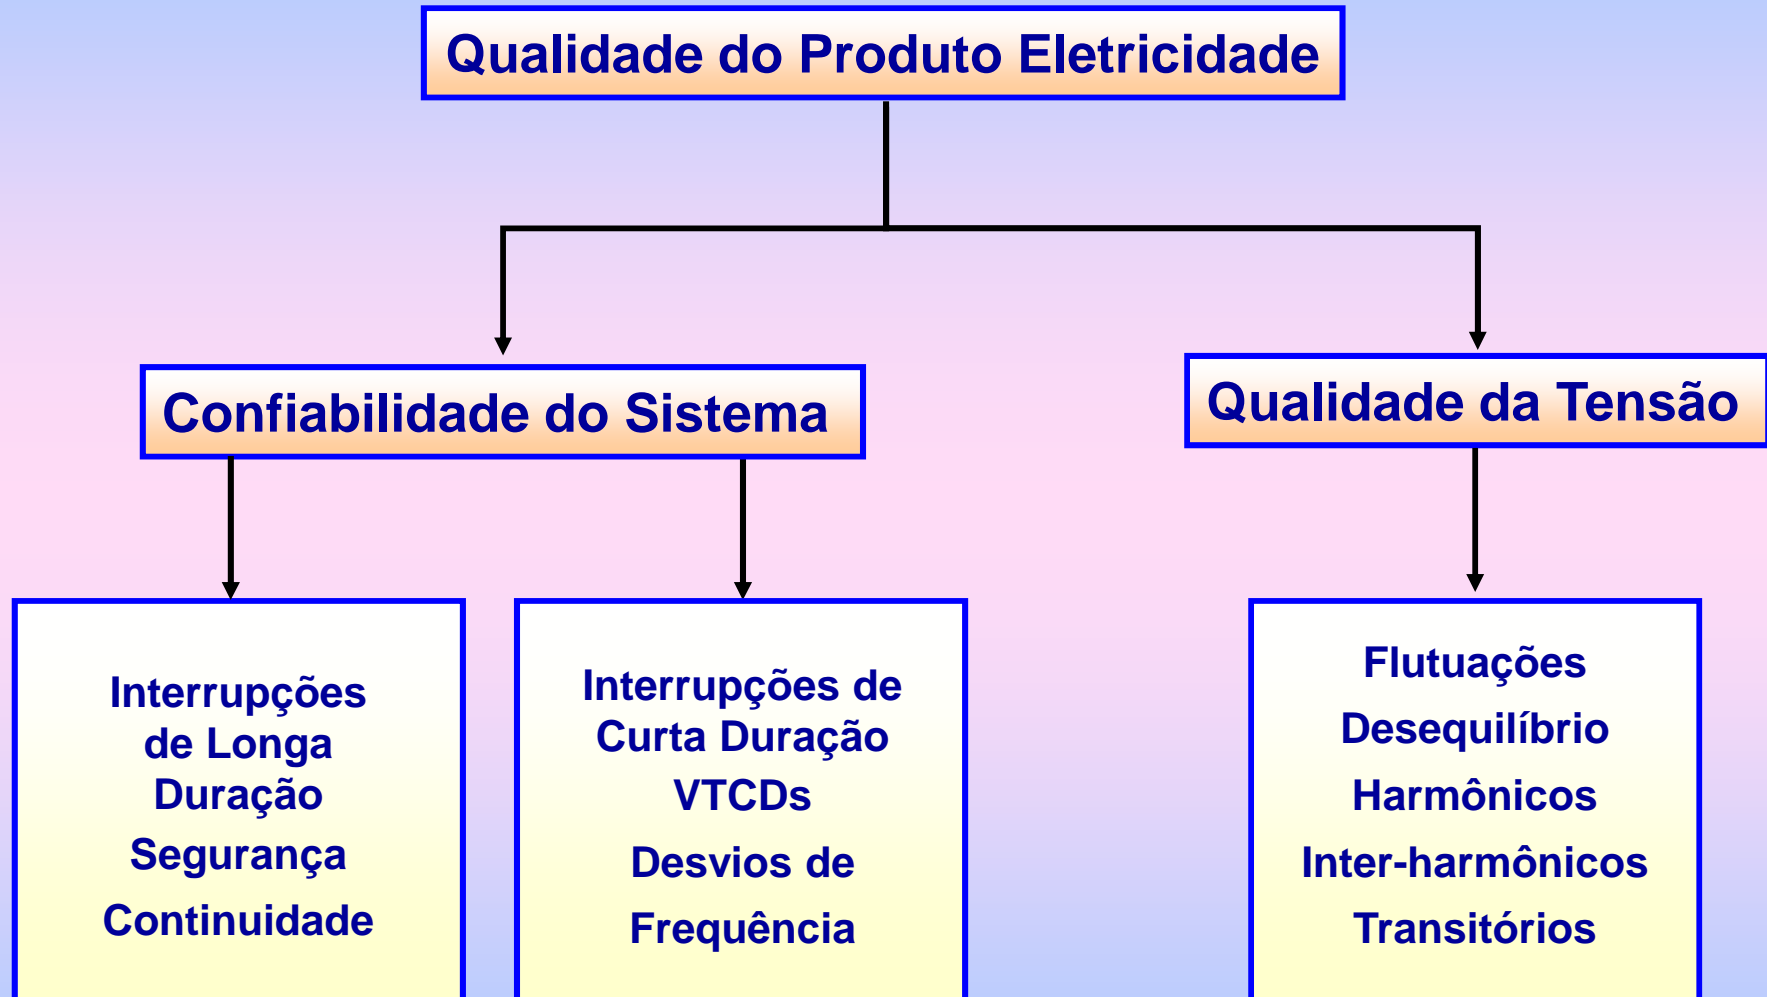 Qualidade do Produto Eletricidade
Confiabilidade do Sistema
Qualidade da Tensão
Interrupções
de Longa
Duração
Segurança
Continuidade
Interrupções de
Curta Duração
VTCDs
Desvios de
Frequência
Flutuações
Desequilíbrio
Harmônicos
Inter-harmônicos
Transitórios